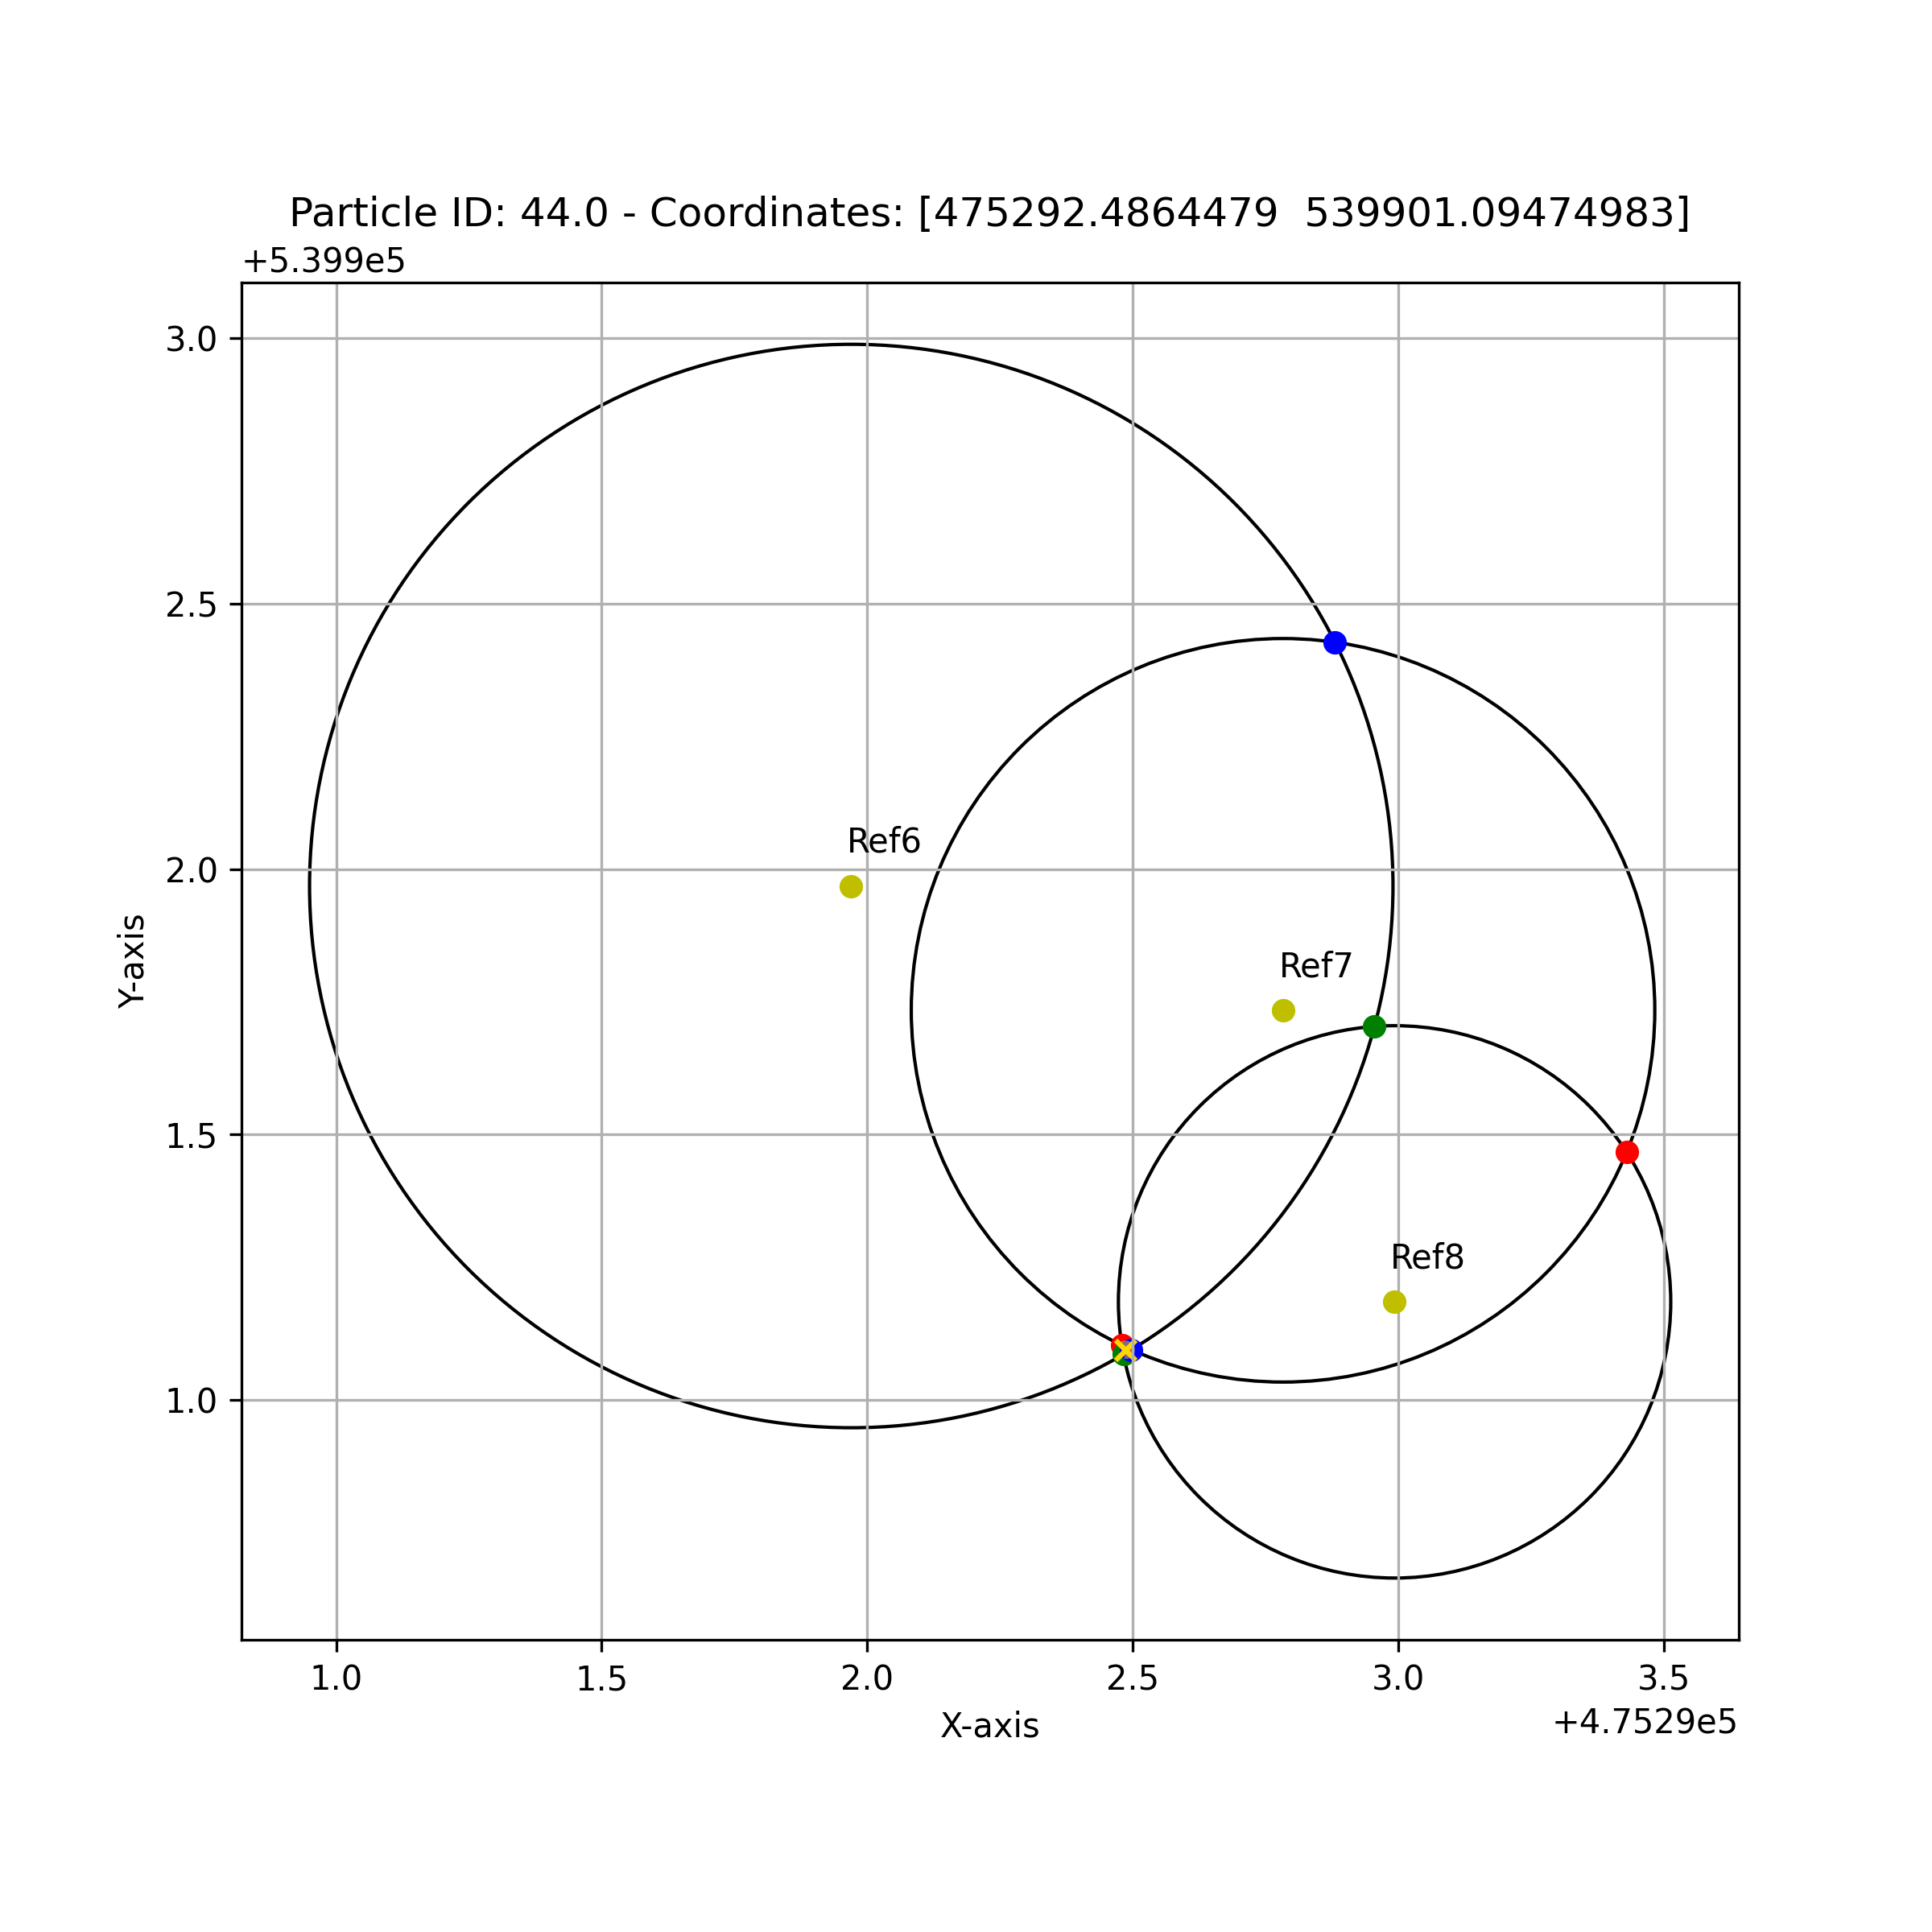 Particle ID: 44.0 - Coordinates: [475292.4864479  539901.09474983]
+5.399e5
3.0
2.5
2.0
1.5
1.0
Y-axis
Ref6
Ref7
Ref8
1.0 1.5 2.0 2.5 3.0 3.5
X-axis
+4.7529e5